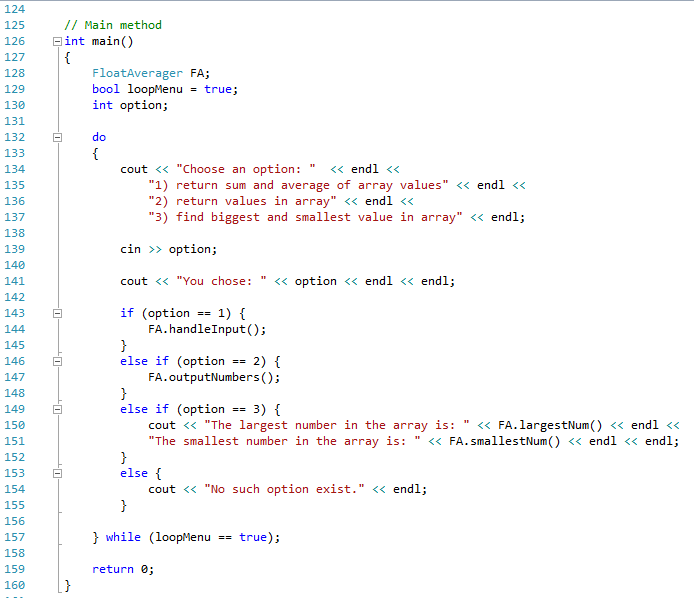 124
125 // Main method
126 int main()
127 {
128 FloatAverager FA;
129 bool loopMenu = true;
130 int option;
131
132 do
133 {
134 cout << "Choose an option: "  << endl <<
135 "1) return sum and average of array values" << endl <<
136 "2) return values in array" << endl <<
137 "3) find biggest and smallest value in array" << endl;
138
139 cin >> option;
140
141 cout << "You chose: " << option << endl << endl;
142
143 if (option == 1) {
144 FA.handleInput();
145 }
146 else if (option == 2) {
147 FA.outputNumbers();
148 }
149 else if (option == 3) {
150 cout << "The largest number in the array is: " << FA.largestNum() << endl <<
151 "The smallest number in the array is: " << FA.smallestNum() << endl << endl;
152 }
153 else {
154 cout << "No such option exist." << endl;
155 }
156
157 } while (loopMenu == true);
158
159 return 0;
160 }